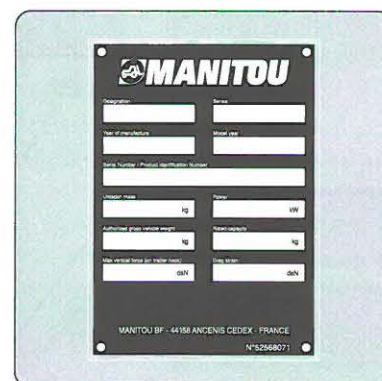 MANITOU
Designation Series
Year of manufacture Model year
Serial Number / Product Identification Number
Unladen mass Power
kg kW
Authorized gross vehicle weight Rated capacity
kg kg
Max vertical force (on trailer hook) Drag strain
daN daN
MANITOU BF - 44158 ANCENIS CEDEX - FRANCE
N°52568071